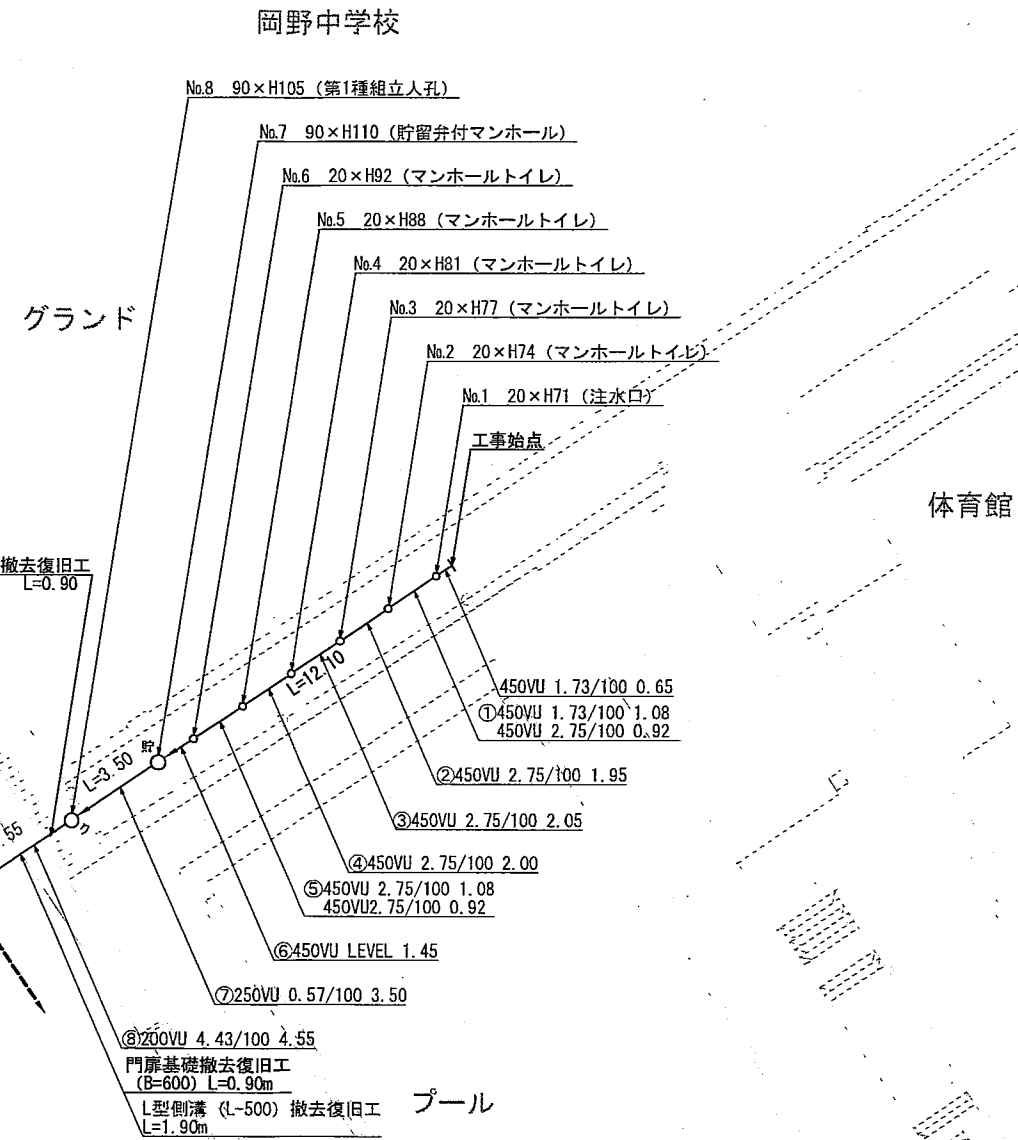 岡野中学校
No.8 90×H105 (第1種組立人孔)
No.7 90×H110 (貯留弁付マンホール)
No.6 20×H92 (マンホールトイレ)
No.5 20×H88 (マンホールトイレ)
No.4 20×H81 (マンホールトイレ)
グランド
No.3 20×H77 (マンホールトイレ)
No.2 20×H74 (マンホールトイレ)
No.1 20×H71 (注水口)
工事始点
体育館
撤去復旧工
L=0.90
L=12.10
450VU 1.73/100 0.65
①450VU 1.73/100 1.08
450VU 2.75/100 0.92
貯
L=3.50
②450VU 2.75/100 1.95
③450VU 2.75/100 2.05
ク
55
④450VU 2.75/100 2.00
⑤450VU 2.75/100 1.08
450VU2.75/100 0.92
⑥450VU LEVEL 1.45
⑦250VU 0.57/100 3.50
⑧200VU 4.43/100 4.55
門扉基礎撤去復旧工
(B=600) L=0.90m
L型側溝 (L-500) 撤去復旧工
L=1.90m
プール